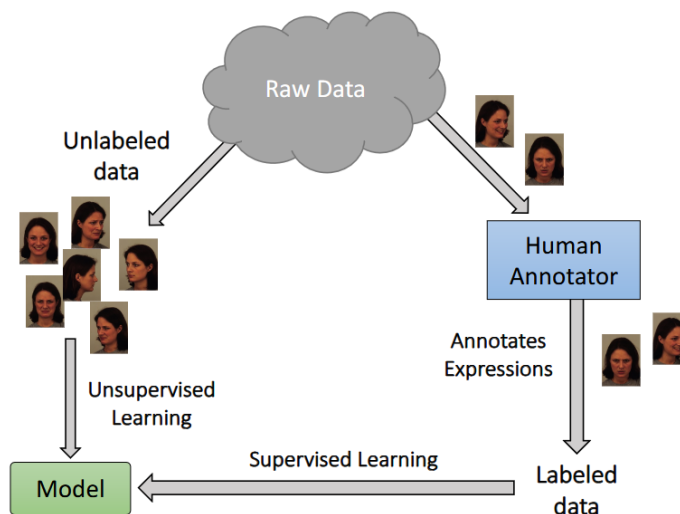 Raw Data
Unlabeled
data
Human
Annotator
Annotates
Expressions
Unsupervised
Learning
Supervised Learning
Model
Labeled
data